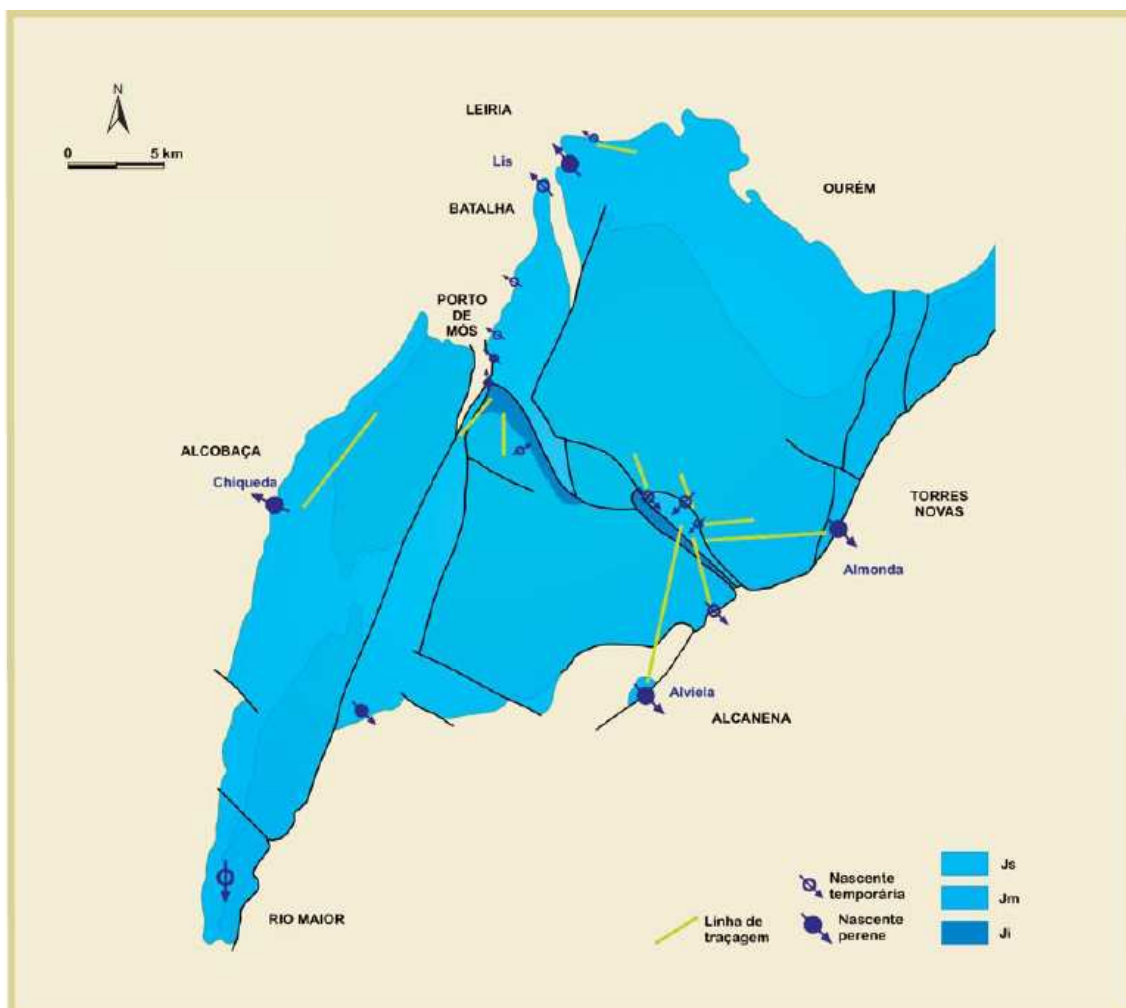 N
0 5 km
LEIRIA
Lis
OURÉM
BATALHA
PORTO
DE
MÓS
ALCOBAÇA
Chiqueda
TORRES
NOVAS
Almonda
Alviela
ALCANENA
RIO MAIOR
Linha de
traçagem
Nascente
temporária
Nascente
perene
Js
Jm
Ji